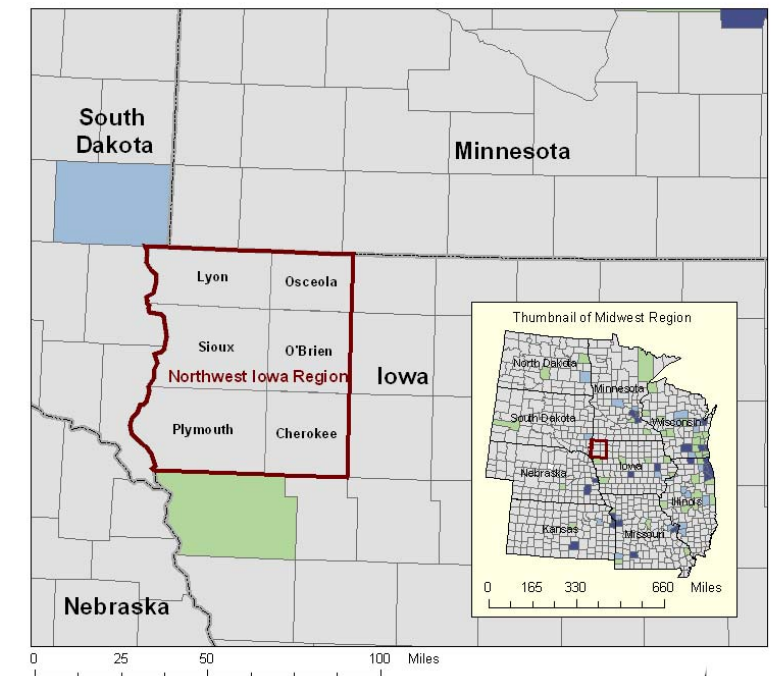 South
Dakota
Minnesota
Lyon
Osceola
Sioux
O'Brien
Northwest Iowa Region
Iowa
Plymouth
Cherokee
Nebraska
Thumbnail of Midwest Region
North Dakota
Minnesota
South Dakota
Wisconsin
Nebraska
Iowa
Illinois
Kansas
Missouri
0 165 330 660 Miles
0 25 50 100 Miles